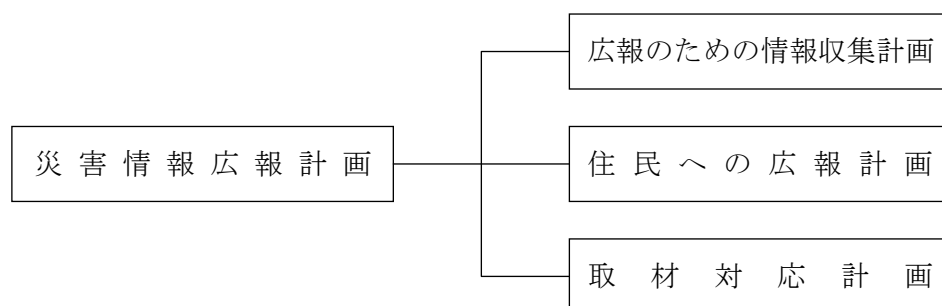 災害情報広報計画
広報のための情報収集計画
住民への広報計画
取材対応計画